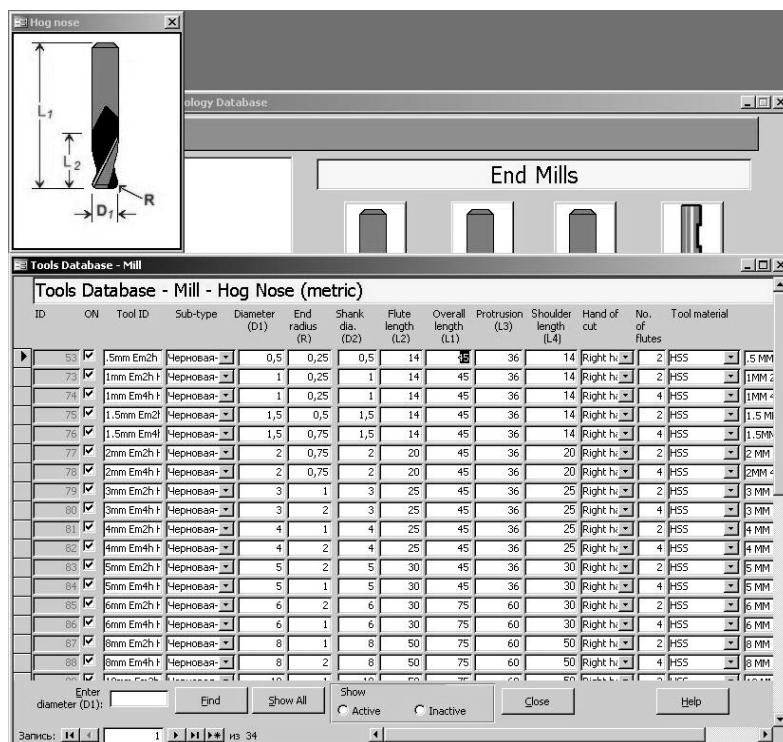 Hog nose
L1
L2
D1
R
ology Database
End Mills
Tools Database - Mill
Tools Database - Mill - Hog Nose (metric)
ID ON Tool ID Sub-type Diameter (D1) End radius (R) Shank dia. (D2) Flute length (L2) Overall length (L1) Protrusion (L3) Shoulder length (L4) Hand of cut No. of flutes Tool material
53 .5mm Em2h Черновая- 0,5 0,25 0,5 14 45 36 14 Right ha 2 HSS .5 MM
73 1mm Em2h H Черновая- 1 0,25 1 14 45 36 14 Right ha 2 HSS 1MM 2
74 1mm Em4h H Черновая- 1 0,25 1 14 45 36 14 Right ha 4 HSS 1MM 4
75 1.5mm Em2h Черновая- 1,5 0,5 1,5 14 45 36 14 Right ha 2 HSS 1.5 M
76 1.5mm Em4h Черновая- 1,5 0,75 1,5 14 45 36 14 Right ha 4 HSS 1.5MM
77 2mm Em2h H Черновая- 2 0,75 2 20 45 36 20 Right ha 2 HSS 2 MM
78 2mm Em4h H Черновая- 2 0,75 2 20 45 36 20 Right ha 4 HSS 2MM 4
79 3mm Em2h H Черновая- 3 1 3 25 45 36 25 Right ha 2 HSS 3 MM
80 3mm Em4h H Черновая- 3 2 3 25 45 36 25 Right ha 4 HSS 3 MM
81 4mm Em2h H Черновая- 4 1 4 25 45 36 25 Right ha 2 HSS 4 MM
82 4mm Em4h H Черновая- 4 2 4 25 45 36 25 Right ha 4 HSS 4 MM
83 5mm Em2h H Черновая- 5 2 5 30 45 36 30 Right ha 2 HSS 5 MM
84 5mm Em4h H Черновая- 5 1 5 30 45 36 30 Right ha 4 HSS 5 MM
85 6mm Em2h H Черновая- 6 2 6 30 75 60 30 Right ha 2 HSS 6 MM
86 6mm Em4h H Черновая- 6 1 6 30 75 60 30 Right ha 4 HSS 6 MM
87 8mm Em2h H Черновая- 8 1 8 50 75 60 50 Right ha 2 HSS 8 MM
88 8mm Em4h H Черновая- 8 2 8 50 75 60 50 Right ha 4 HSS 8 MM
Enter diameter (D1): Find Show All Show Active Inactive Close Help
Запись: 1 из 34